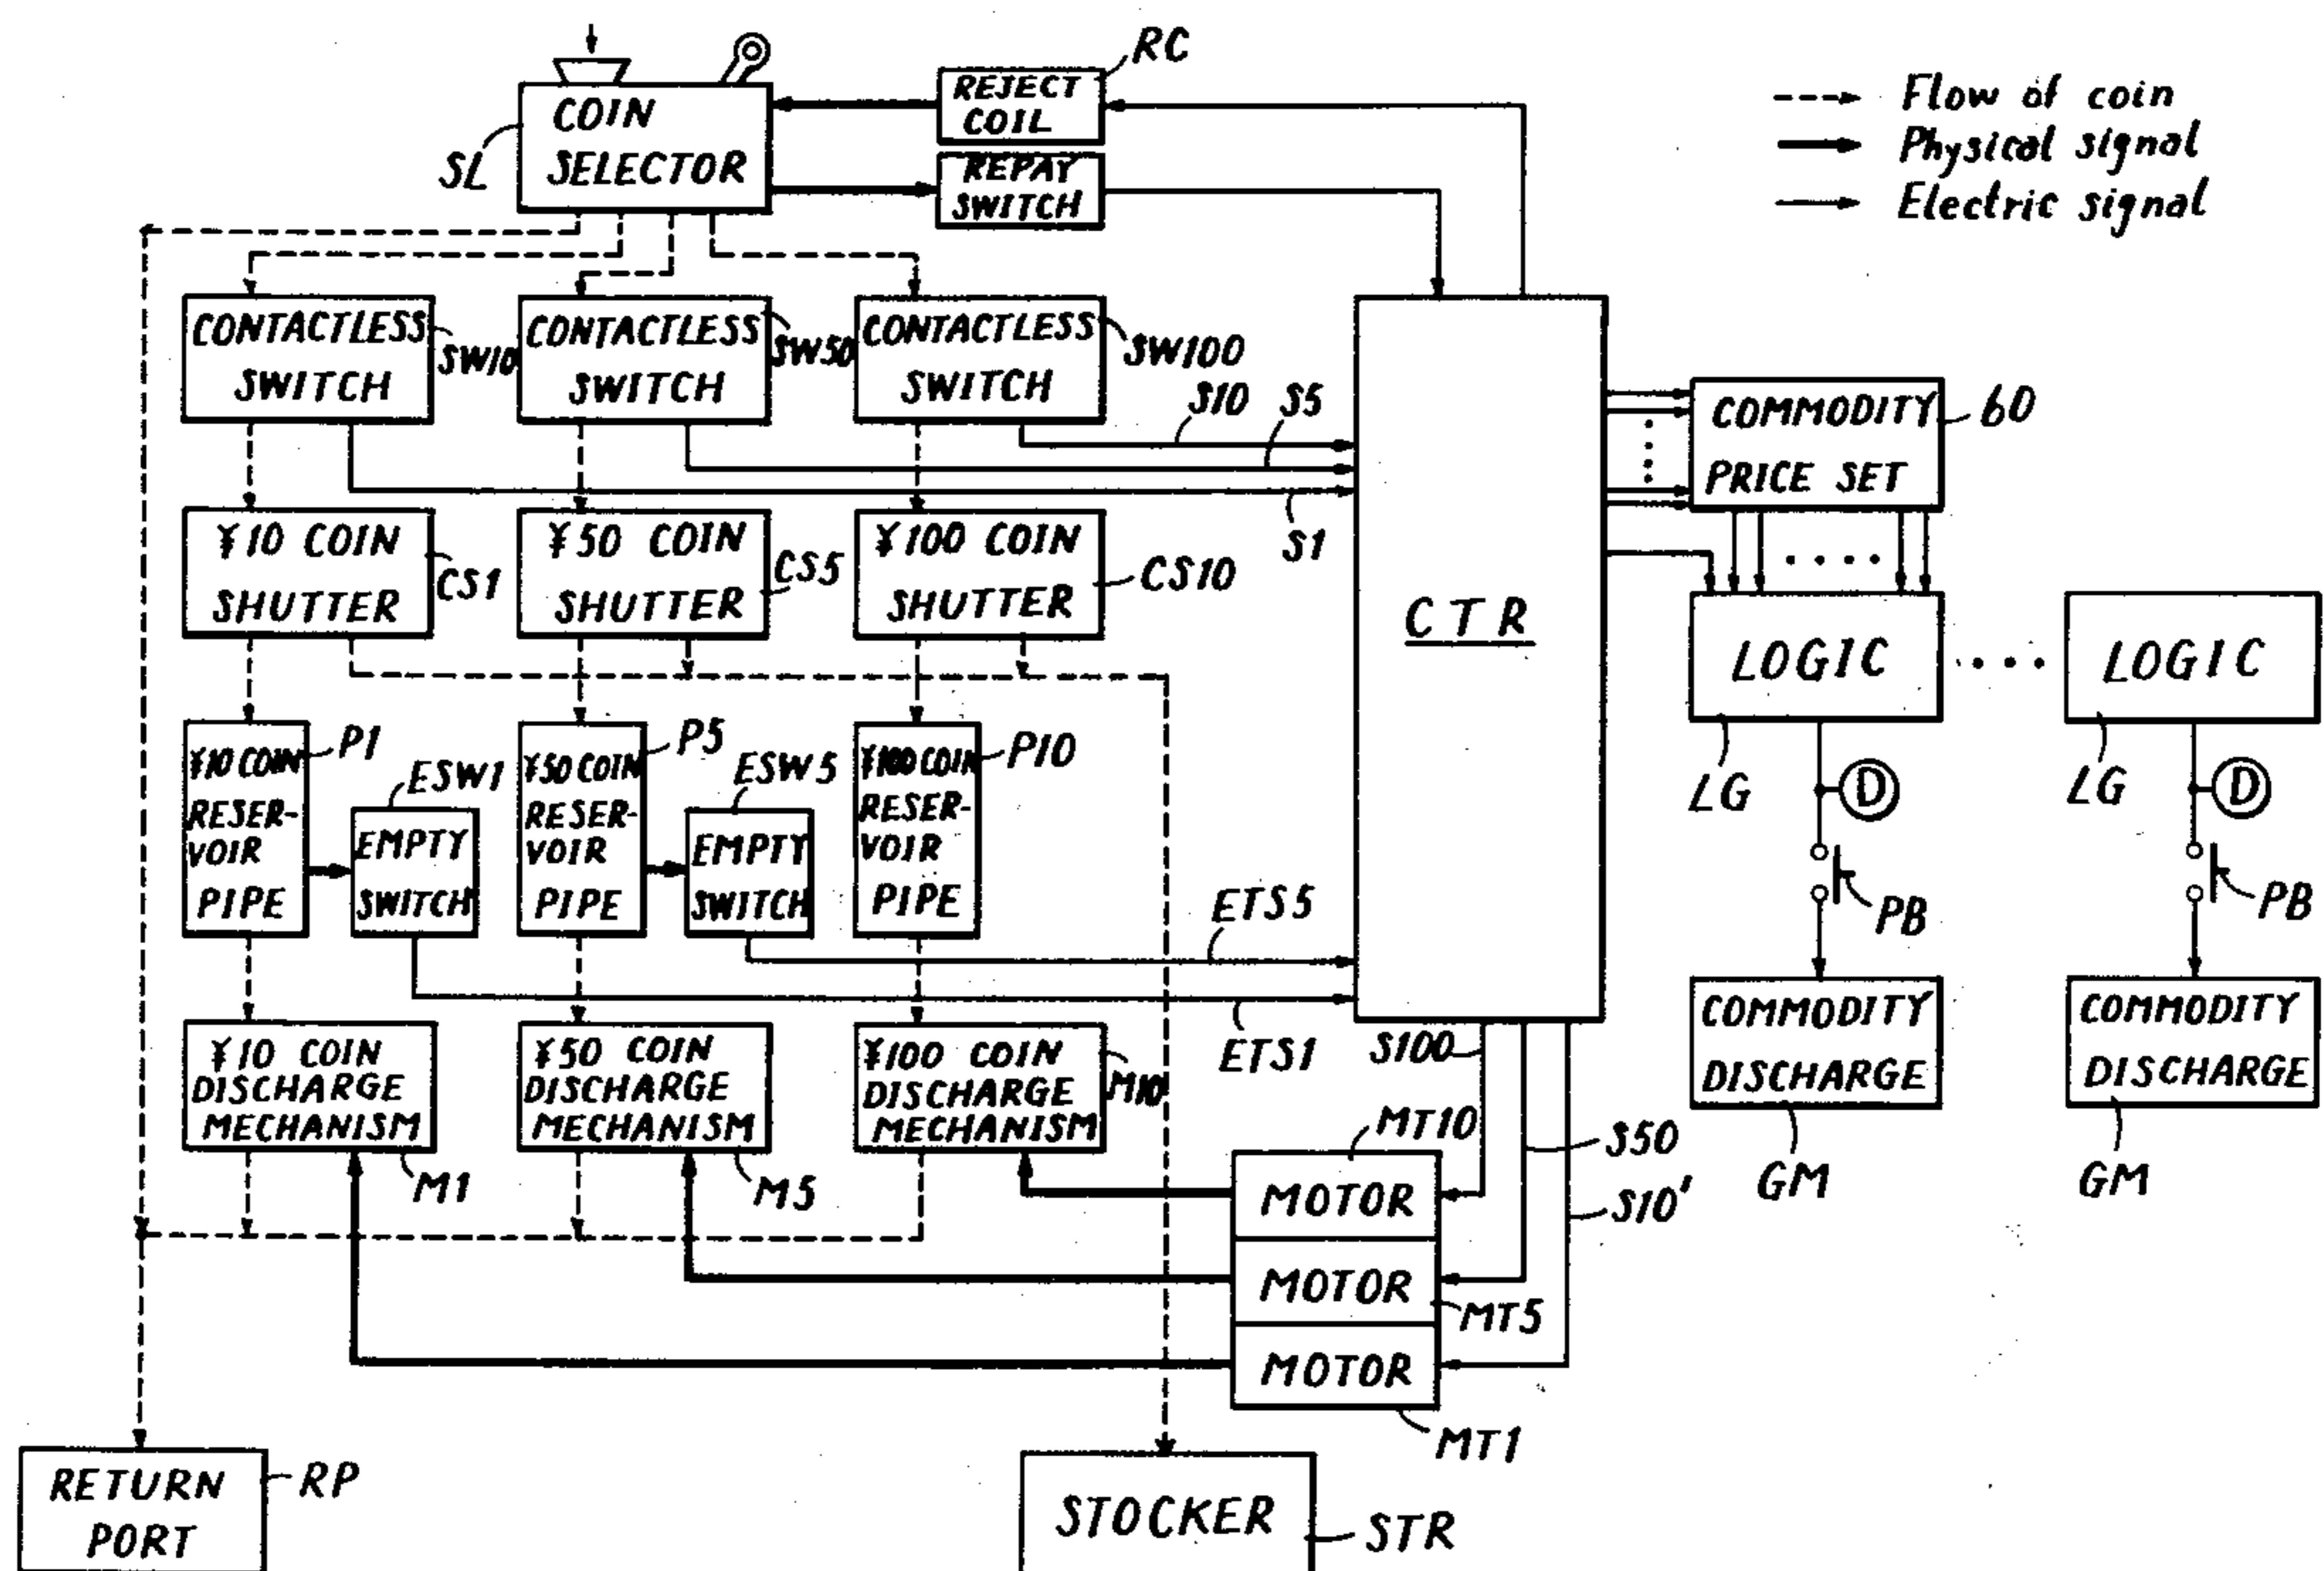 RC
REJECT
COIL
COIN
SELECTOR
SL
REPAY
SWITCH
Flow of coin
Physical signal
Electric signal
CONTACTLESS
SWITCH
SW10
CONTACTLESS
SWITCH
SW50
CONTACTLESS
SWITCH
SW100
S10
S5
S1
¥10 COIN
SHUTTER
CS1
¥50 COIN
SHUTTER
CS5
¥100 COIN
SHUTTER
CS10
CTR
COMMODITY
PRICE SET
60
LOGIC
LG
LOGIC
LG
¥10 COIN
RESER-
VOIR
PIPE
P1
EMPTY
SWITCH
ESW1
¥50 COIN
RESER-
VOIR
PIPE
P5
EMPTY
SWITCH
ESW5
¥100 COIN
RESER-
VOIR
PIPE
P10
ETS5
ETS1
D
PB
D
PB
¥10 COIN
DISCHARGE
MECHANISM
M1
¥50 COIN
DISCHARGE
MECHANISM
M5
¥100 COIN
DISCHARGE
MECHANISM
M10
S100
S50
S10'
MT10
MOTOR
MOTOR
MT5
MOTOR
MT1
COMMODITY
DISCHARGE
GM
COMMODITY
DISCHARGE
GM
RETURN
PORT
RP
STOCKER
STR